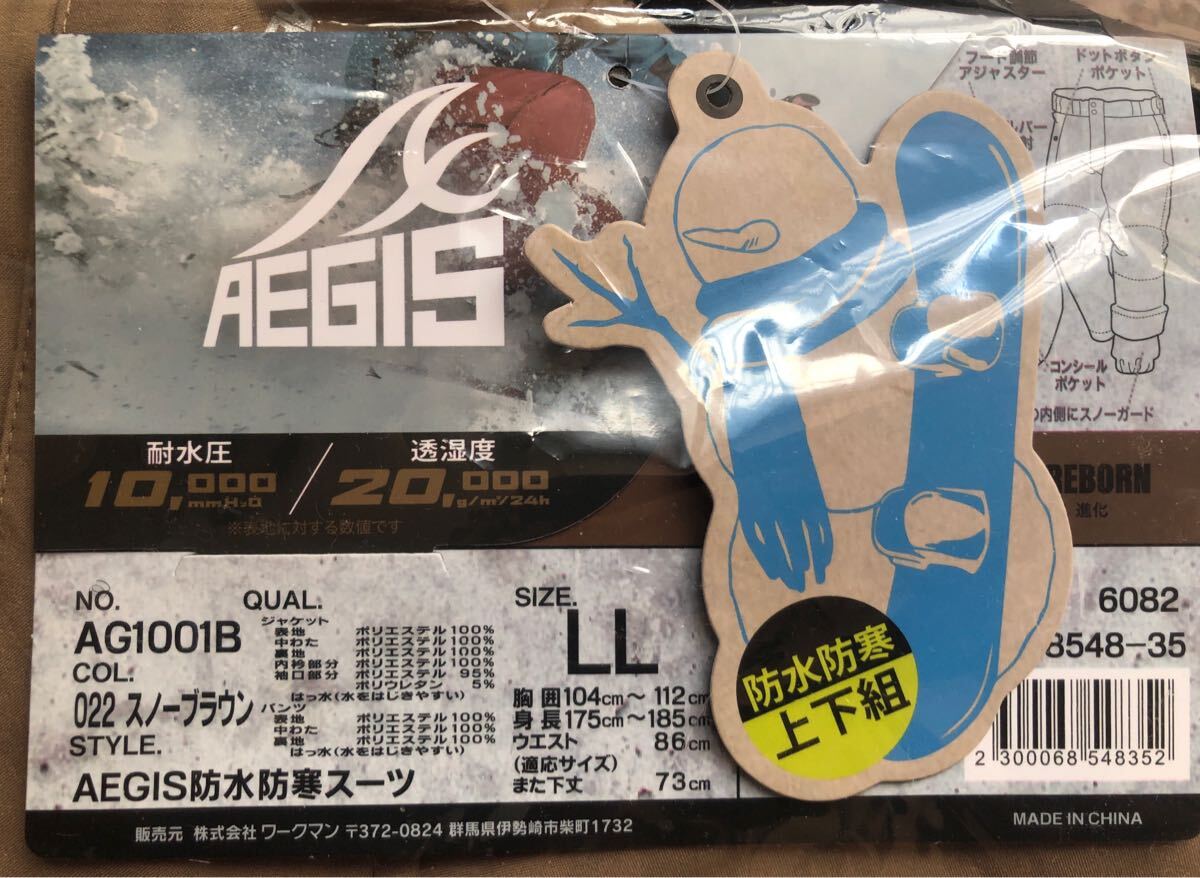 フード調節
アジャスター
ドットボタン
ポケット
AEGIS
コンシール
ポケット
の内側にスノーガード
耐水圧
10,000
mmH₂O
/
透湿度
20,000
g/m²/24h
※表地に対する数値です
REBORN
進化
NO.
AG1001B
COL.
022 スノーブラウン
STYLE.
AEGIS防水防寒スーツ
QUAL.
ジャケット
表地 ポリエステル100%
中わた ポリエステル100%
裏地 ポリエステル100%
内衿部分 ポリエステル100%
袖口部分 ポリエステル 95%
ポリウレタン 5%
はっ水(水をはじきやすい)
パンツ
表地 ポリエステル100%
中わた ポリエステル100%
裏地 ポリエステル100%
はっ水(水をはじきやすい)
SIZE.
LL
胸囲104cm〜112cm
身長175cm〜185cm
ウエスト 86cm
(適応サイズ)
また下丈 73cm
防水防寒
上下組
6082
8548-35
2 300068 548352
販売元 株式会社 ワークマン 〒372-0824 群馬県伊勢崎市柴町1732
MADE IN CHINA